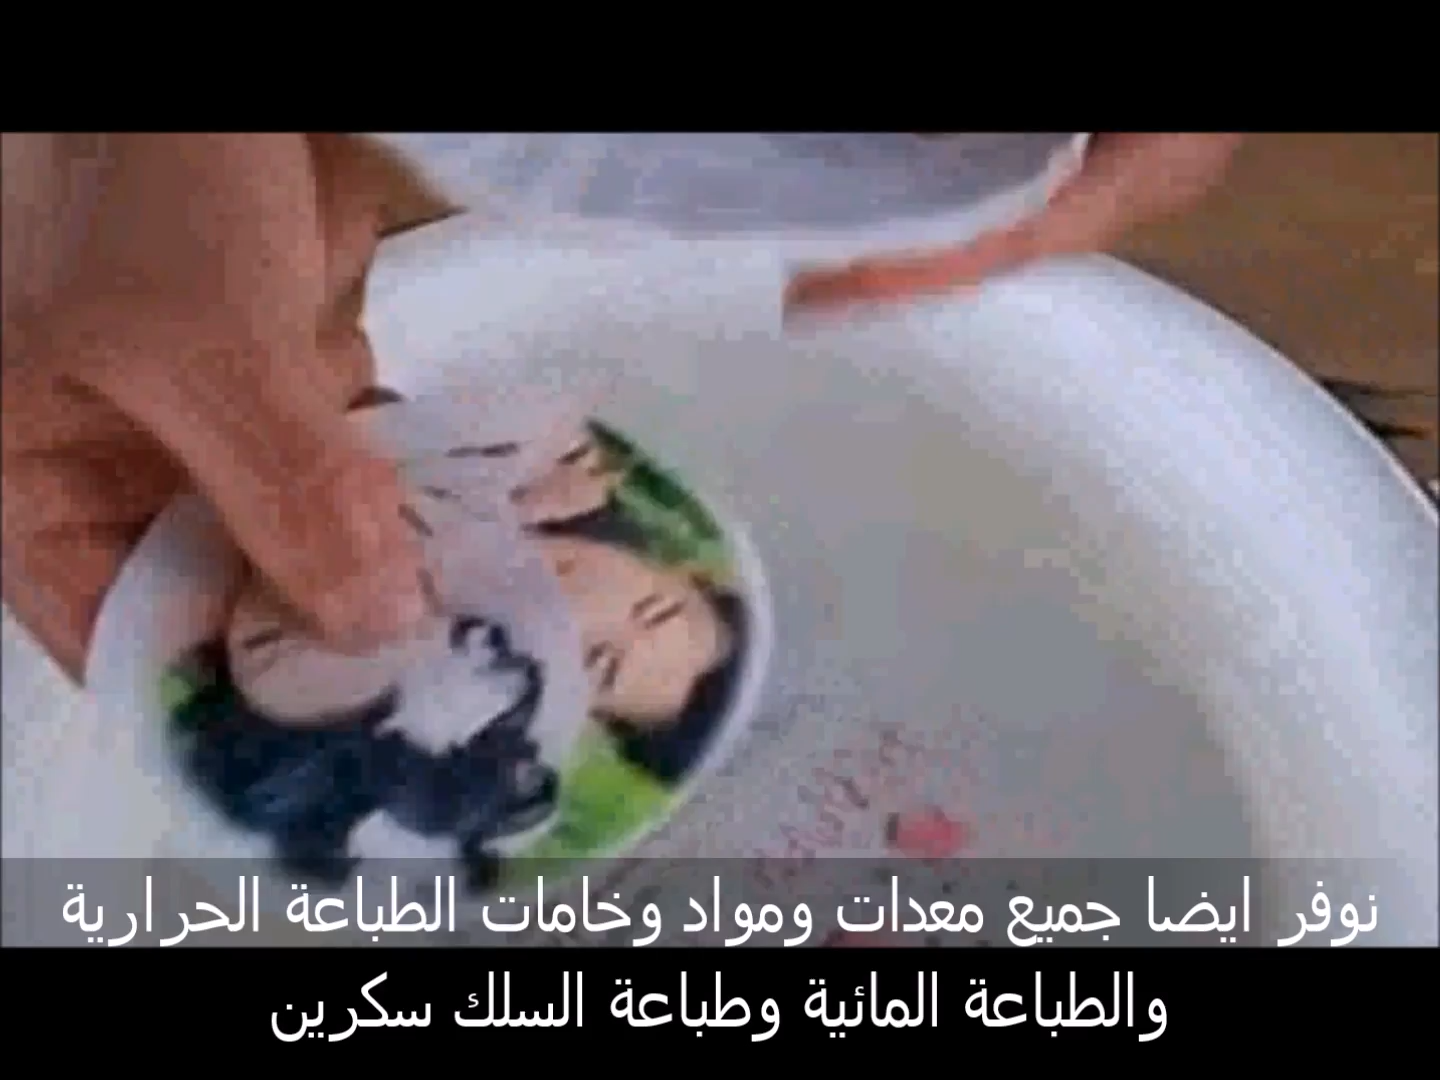 نوفر ايضا جميع معدات ومواد وخامات الطباعة الحرارية
والطباعة المائية وطباعة السلك سكرين